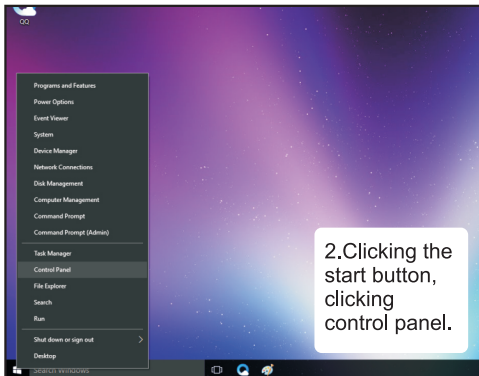 QQ
Programs and Features
Power Options
Event Viewer
System
Device Manager
Network Connections
Disk Management
Computer Management
Command Prompt
Command Prompt (Admin)
Task Manager
Control Panel
File Explorer
Search
Run
Shut down or sign out
Desktop
Search Windows
2.Clicking the
start button,
clicking
control panel.